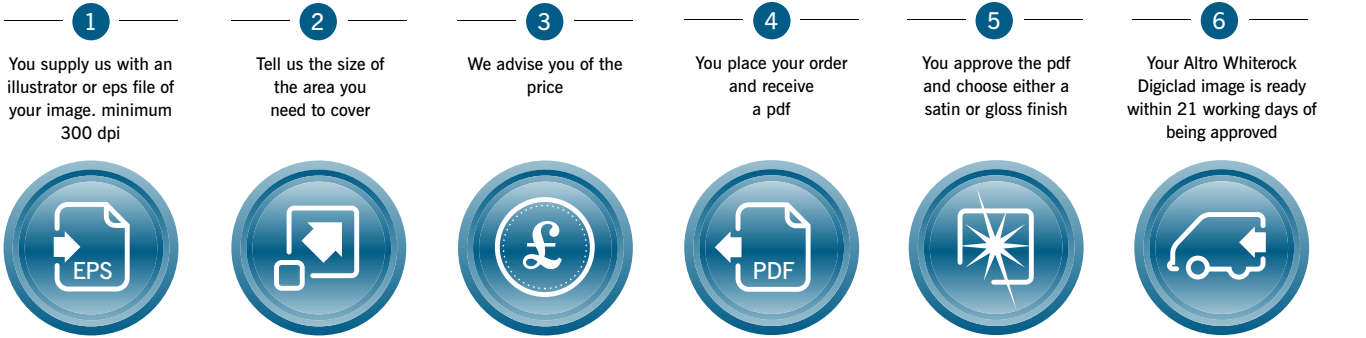 1
You supply us with an
illustrator or eps file of
your image. minimum
300 dpi
EPS
2
Tell us the size of
the area you
need to cover
3
We advise you of the
price
£
4
You place your order
and receive
a pdf
PDF
5
You approve the pdf
and choose either a
satin or gloss finish
6
Your Altro Whiterock
Digiclad image is ready
within 21 working days of
being approved